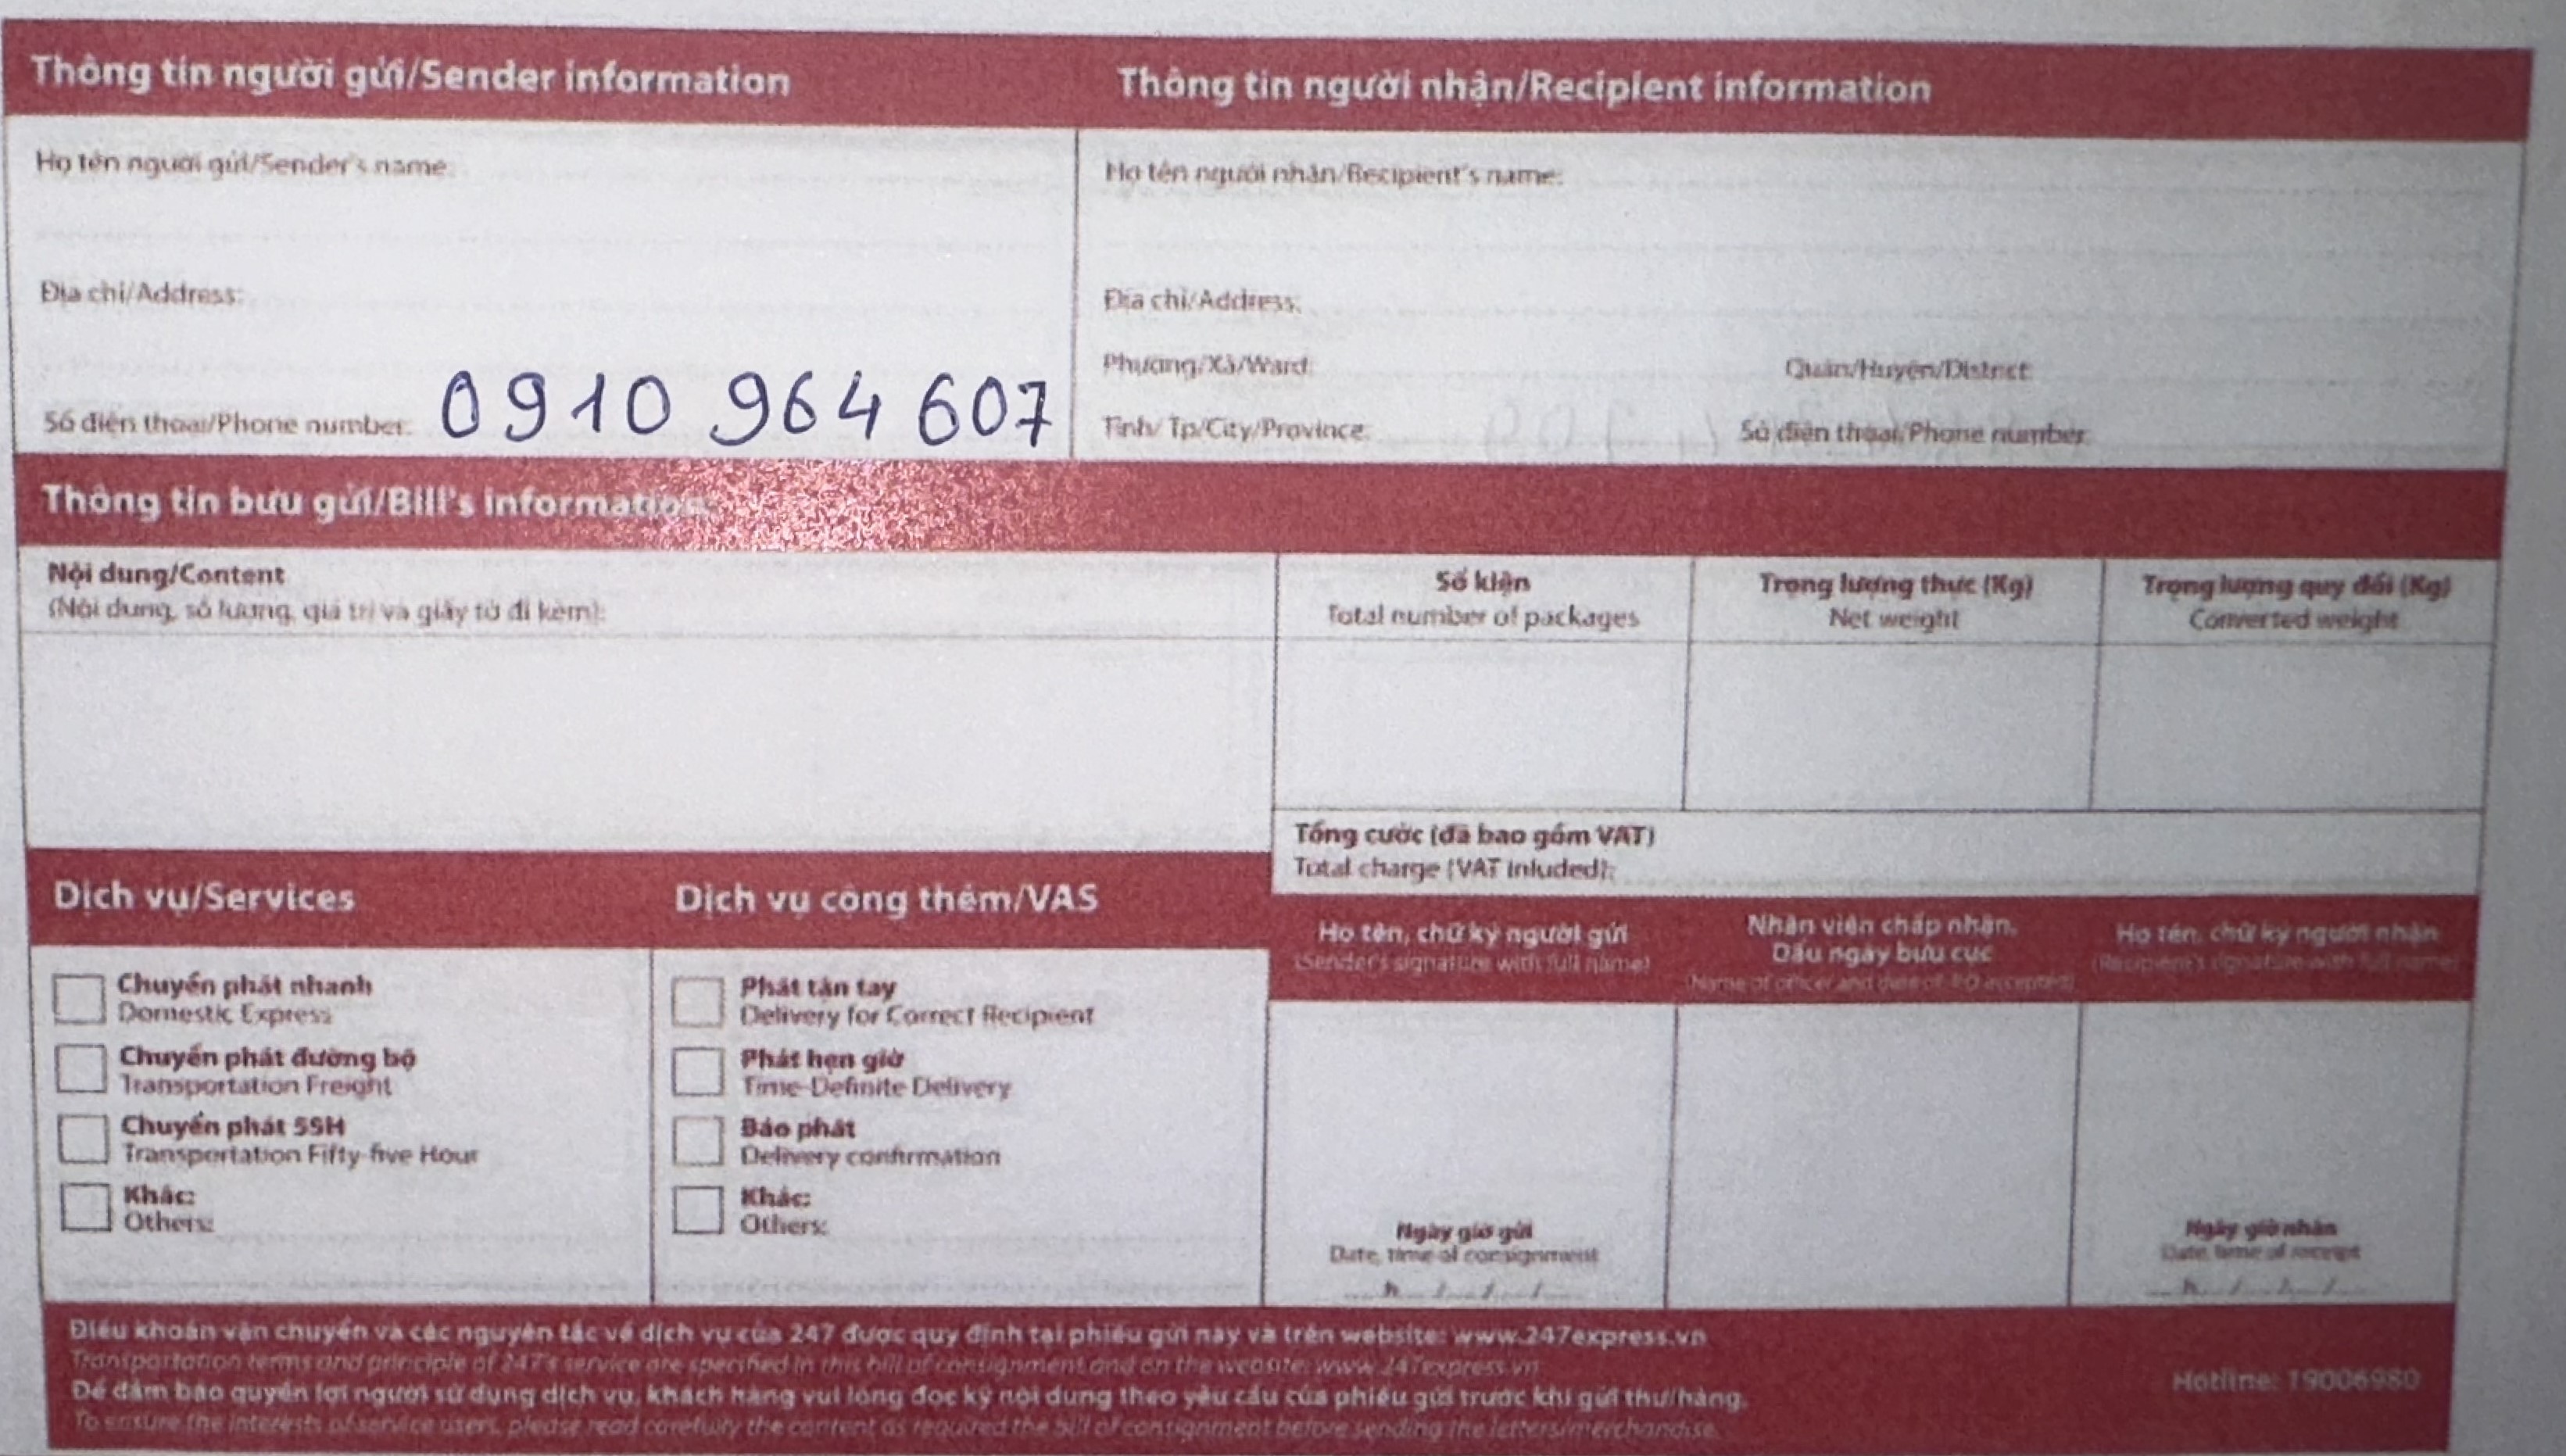 Thông tin người gửi/Sender information
Thông tin người nhận/Recipient information
Họ tên người gửi/Sender's name:
Họ tên người nhận/Recipient's name:
Địa chỉ/Address:
Địa chỉ/Address:
Phường/Xã/Ward:
Quận/Huyện/District:
Số điện thoại/Phone number: 0910 964 607
Tỉnh/ Tp/City/Province:
Số điện thoại/Phone number:
Thông tin bưu gửi/Bill's information
Nội dung/Content
(Nội dung, số lượng, giá trị và giấy tờ đi kèm):
Số kiện
Total number of packages
Trọng lượng thực (Kg)
Net weight
Trọng lượng quy đổi (Kg)
Converted weight
Tổng cước (đã bao gồm VAT)
Total charge (VAT inluded):
Dịch vụ/Services
Dịch vụ cộng thêm/VAS
Họ tên, chữ ký người gửi
(Sender's signature with full name)
Nhân viên chấp nhận,
Dấu ngày bưu cục
(Name of officer and date of PO accepted)
Họ tên, chữ ký người nhận
(Recipient's signature with full name)
Chuyển phát nhanh
Domestic Express
Chuyển phát đường bộ
Transportation Freight
Chuyển phát 55H
Transportation Fifty-five Hour
Khác:
Others:
Phát tận tay
Delivery for Correct Recipient
Phát hẹn giờ
Time-Definite Delivery
Báo phát
Delivery confirmation
Khác:
Others:
Ngày giờ gửi
Date, time of consignment
......h....../....../......
Ngày giờ nhận
Date, time of receipt
......h....../....../......
Điều khoản vận chuyển và các nguyên tắc về dịch vụ của 247 được quy định tại phiếu gửi này và trên website: www.247express.vn
Transportation terms and principle of 247's service are specified in this bill of consignment and on the website: www.247express.vn
Để đảm bảo quyền lợi người sử dụng dịch vụ, khách hàng vui lòng đọc kỹ nội dung theo yêu cầu của phiếu gửi trước khi gửi thư/hàng.
To ensure the interests of service users, please read carefully the content as required the bill of consignment before sending the letters/merchandise.
Hotline: 19006980